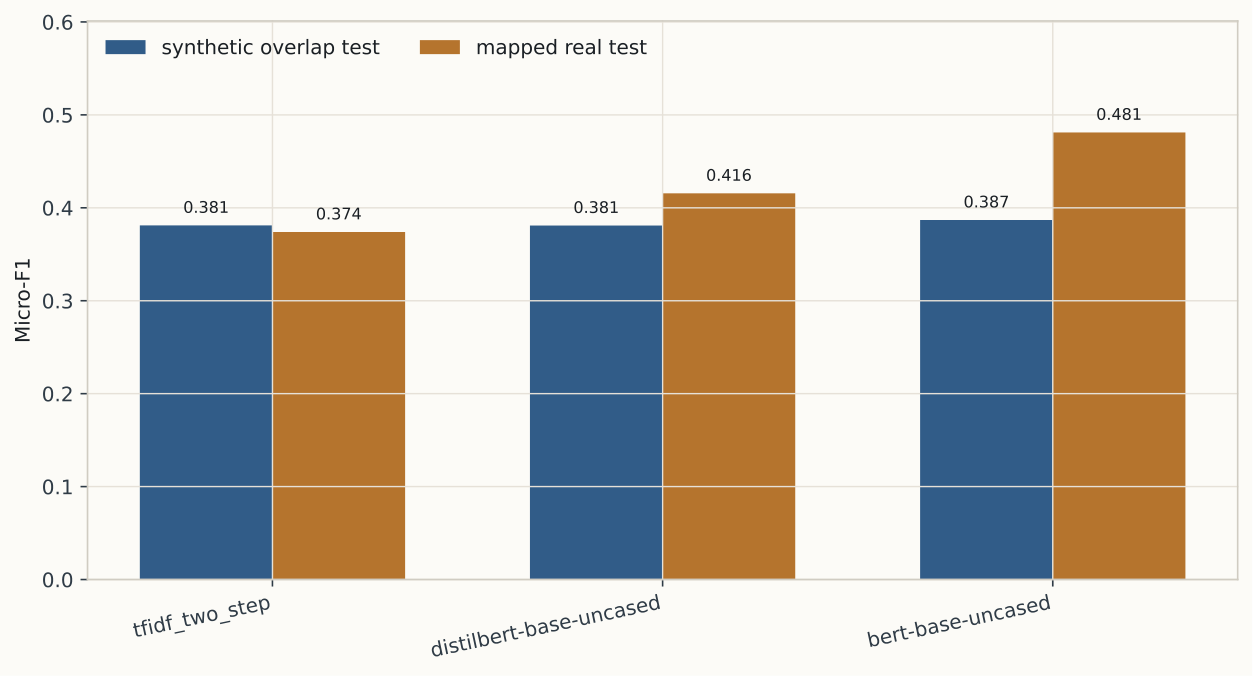 synthetic overlap test
mapped real test
Micro-F1
0.6
0.5
0.4
0.3
0.2
0.1
0.0
0.381
0.374
0.381
0.416
0.387
0.481
tfidf_two_step
distilbert-base-uncased
bert-base-uncased